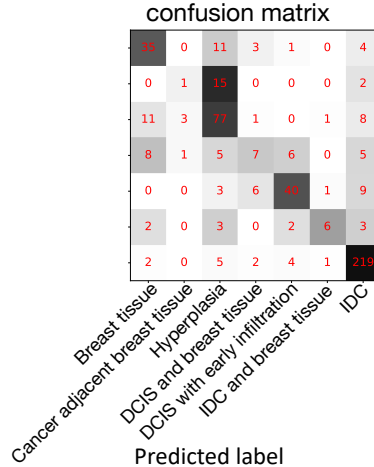 confusion matrix
35 0 11 3 1 0 4
0 1 15 0 0 0 2
11 3 77 1 0 1 8
8 1 5 7 6 0 5
0 0 3 6 40 1 9
2 0 3 0 2 6 3
2 0 5 2 4 1 219
Breast tissue
Cancer adjacent breast tissue
Hyperplasia
DCIS and breast tissue
DCIS with early infiltration
IDC and breast tissue
IDC
Predicted label